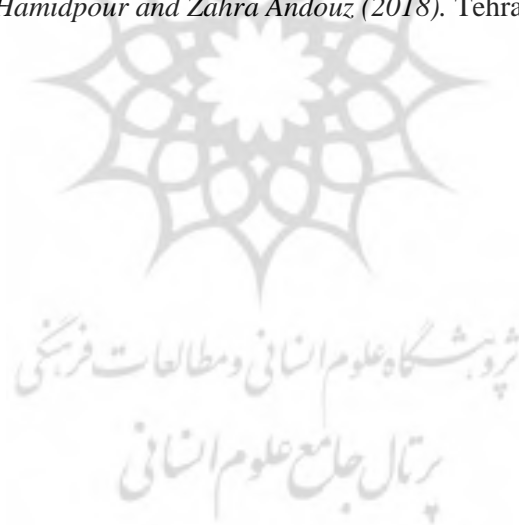 Hamidpour and Zahra Andouz (2018). Tehra
پژوهشگاه علوم انسانی و مطالعات فرهنگی
پرتال جامع علوم انسانی